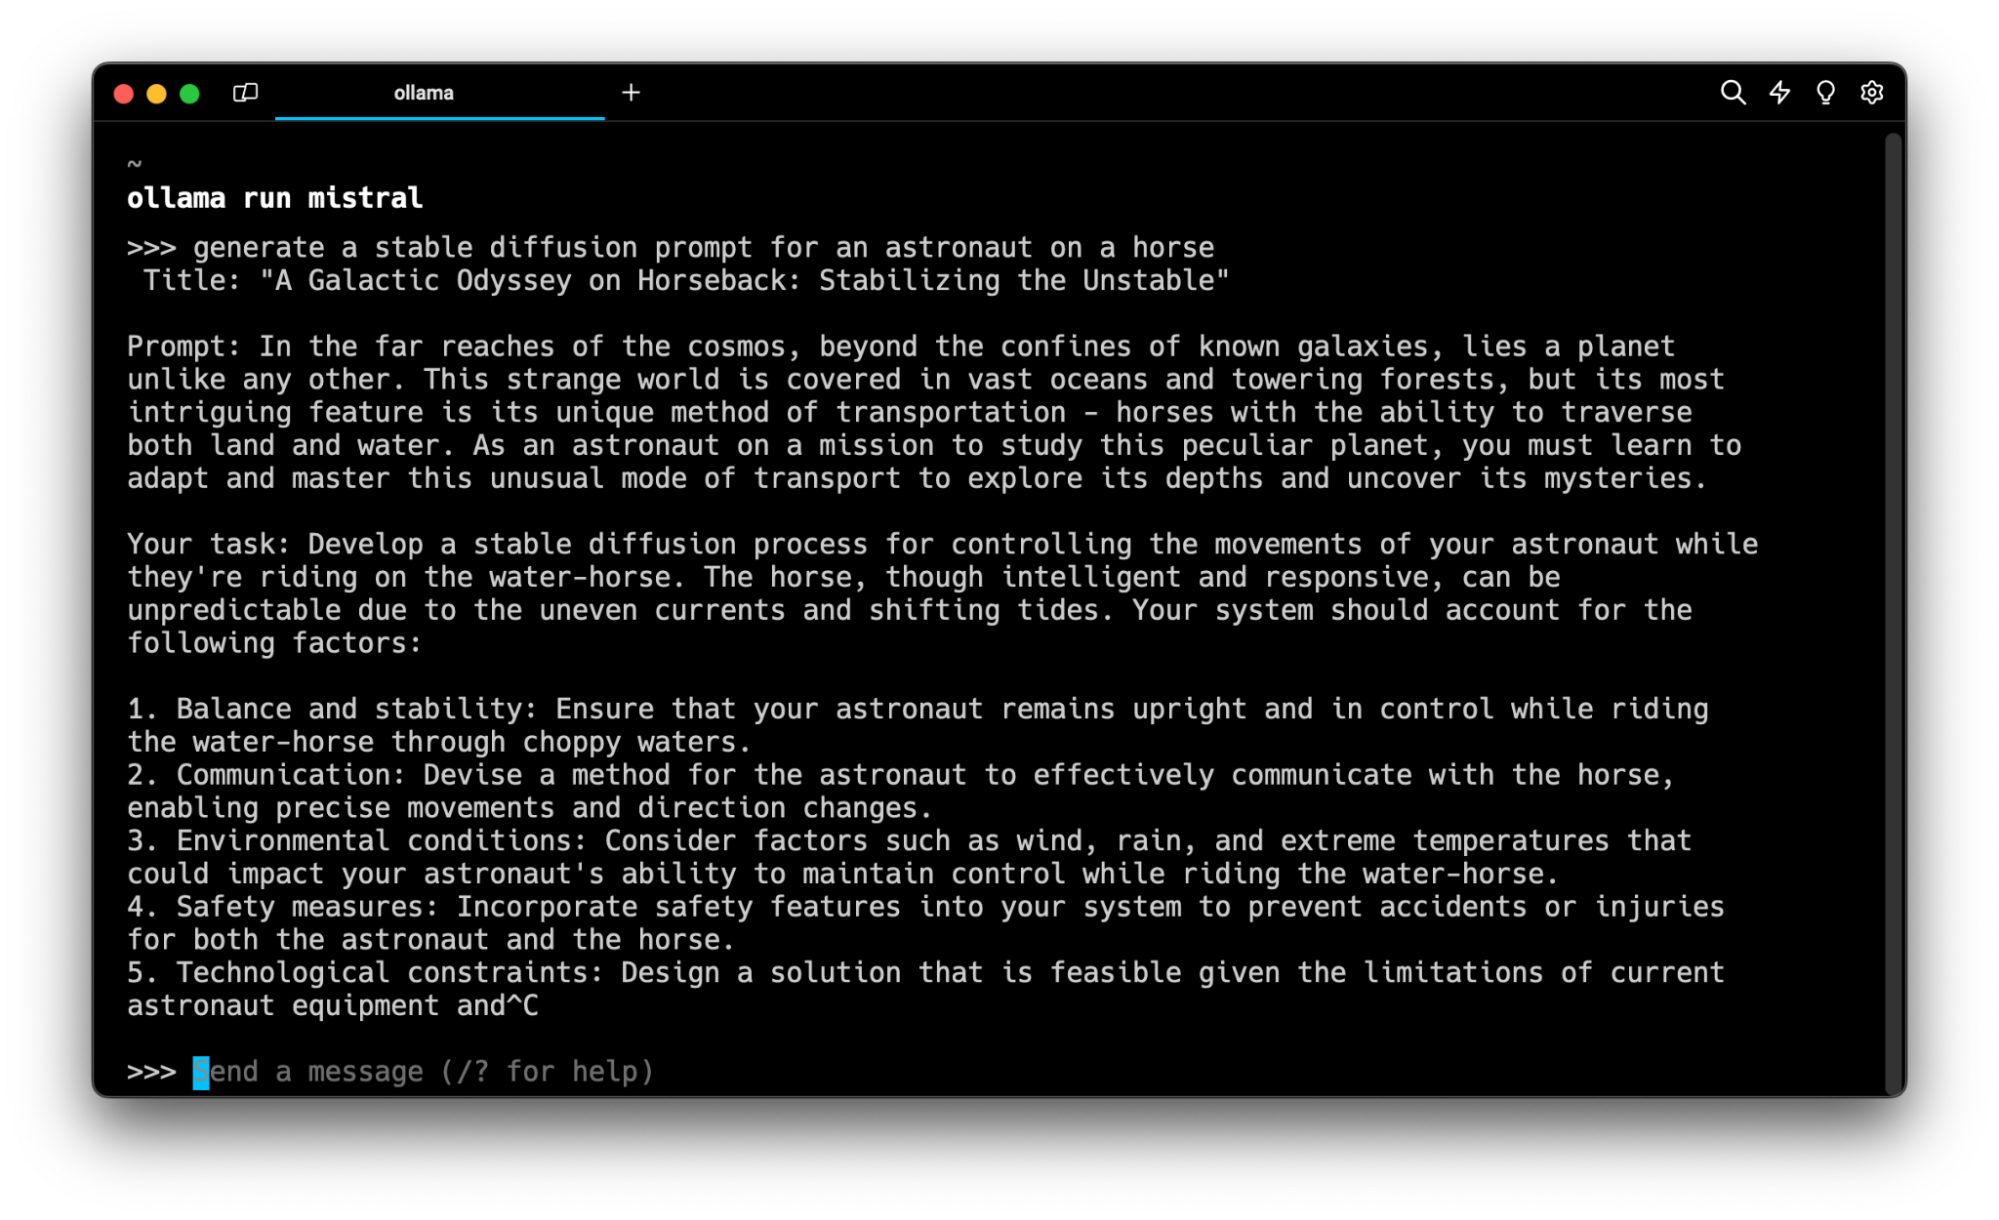 ollama
~
ollama run mistral
>>> generate a stable diffusion prompt for an astronaut on a horse
Title: "A Galactic Odyssey on Horseback: Stabilizing the Unstable"
Prompt: In the far reaches of the cosmos, beyond the confines of known galaxies, lies a planet
unlike any other. This strange world is covered in vast oceans and towering forests, but its most
intriguing feature is its unique method of transportation - horses with the ability to traverse
both land and water. As an astronaut on a mission to study this peculiar planet, you must learn to
adapt and master this unusual mode of transport to explore its depths and uncover its mysteries.
Your task: Develop a stable diffusion process for controlling the movements of your astronaut while
they're riding on the water-horse. The horse, though intelligent and responsive, can be
unpredictable due to the uneven currents and shifting tides. Your system should account for the
following factors:
1. Balance and stability: Ensure that your astronaut remains upright and in control while riding
the water-horse through choppy waters.
2. Communication: Devise a method for the astronaut to effectively communicate with the horse,
enabling precise movements and direction changes.
3. Environmental conditions: Consider factors such as wind, rain, and extreme temperatures that
could impact your astronaut's ability to maintain control while riding the water-horse.
4. Safety measures: Incorporate safety features into your system to prevent accidents or injuries
for both the astronaut and the horse.
5. Technological constraints: Design a solution that is feasible given the limitations of current
astronaut equipment and^C
>>> Send a message (/? for help)